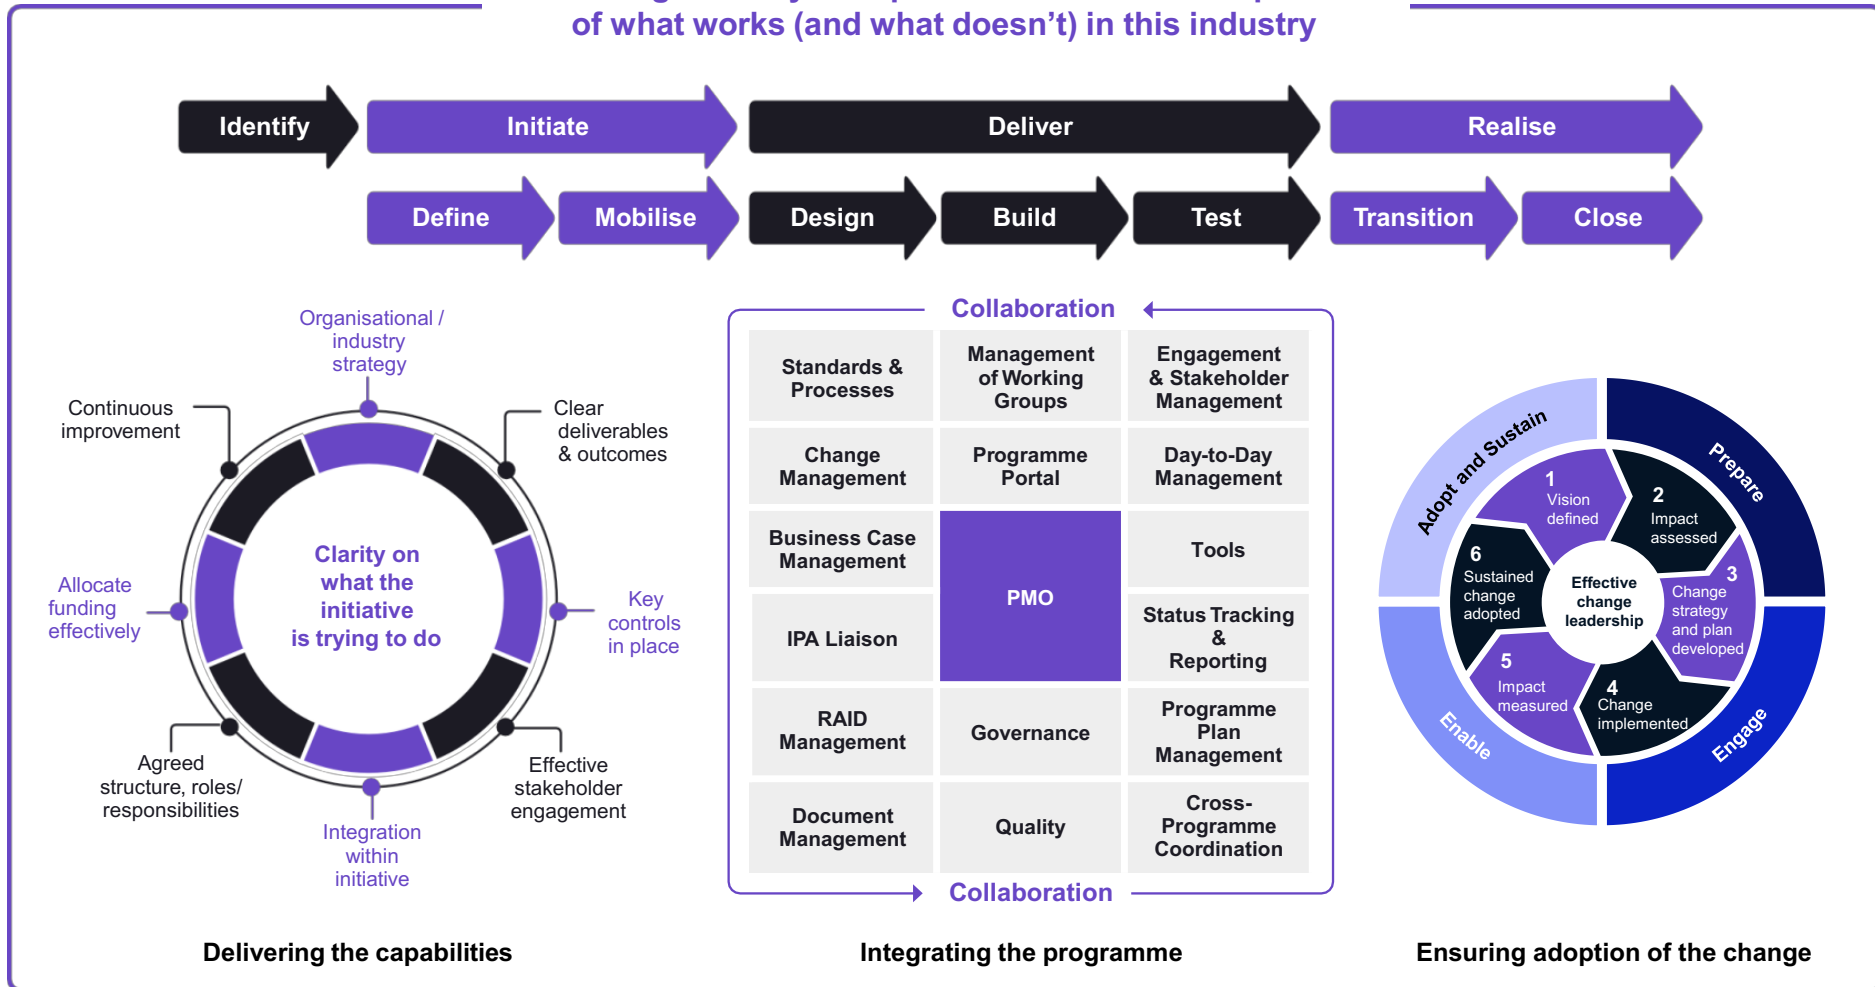 of what works (and what doesn’t) in this industry
Identify
Initiate
Deliver
Realise
Define
Mobilise
Design
Build
Test
Transition
Close
Organisational /
industry
strategy
Continuous
improvement
Clear
deliverables
& outcomes
Clarity on
what the
initiative
is trying to do
Allocate
funding
effectively
Key
controls
in place
Agreed
structure, roles/
responsibilities
Effective
stakeholder
engagement
Integration
within
initiative
Delivering the capabilities
Collaboration
Standards &
Processes
Management
of Working
Groups
Engagement
& Stakeholder
Management
Change
Management
Programme
Portal
Day-to-Day
Management
Business Case
Management
PMO
Tools
IPA Liaison
Status Tracking
&
Reporting
RAID
Management
Governance
Programme
Plan
Management
Document
Management
Quality
Cross-
Programme
Coordination
Collaboration
Integrating the programme
Adopt and Sustain
Prepare
Engage
Enable
1
Vision
defined
2
Impact
assessed
3
Change
strategy
and plan
developed
4
Change
implemented
5
Impact
measured
6
Sustained
change
adopted
Effective
change
leadership
Ensuring adoption of the change